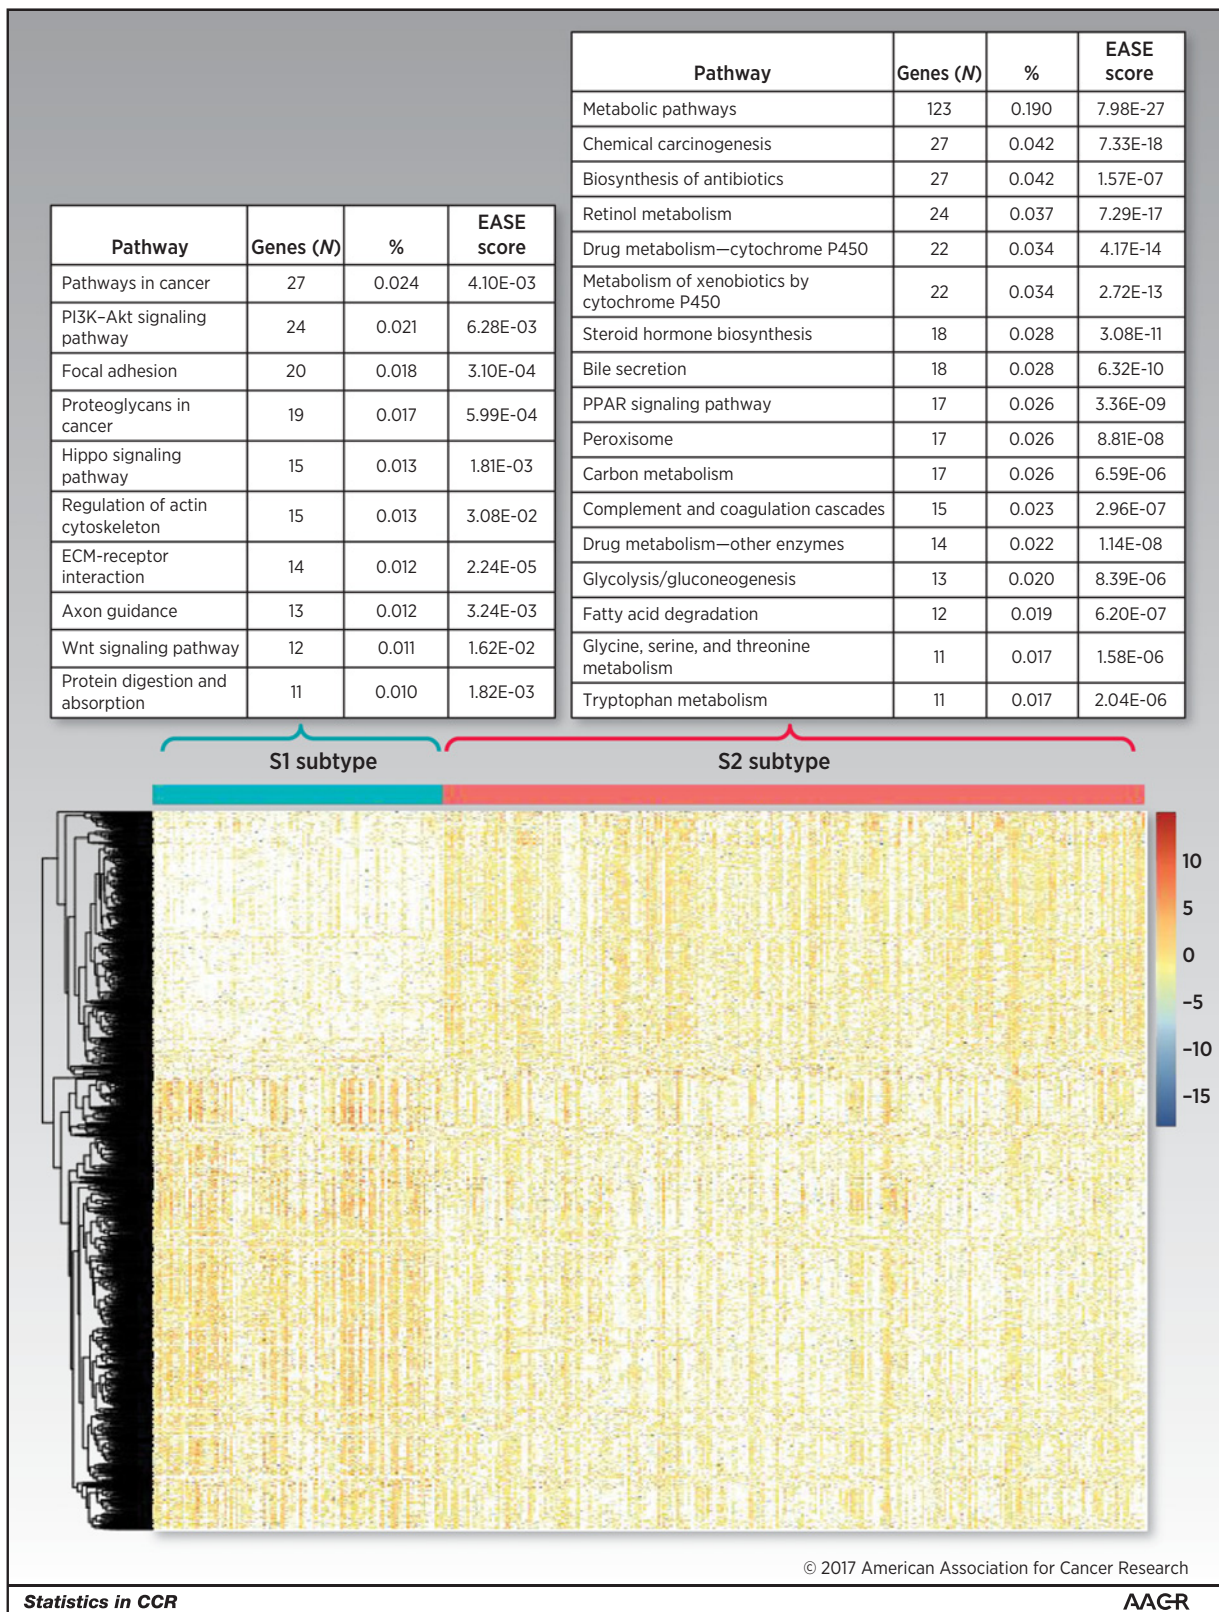 Pathway Genes (N) % EASE score
Metabolic pathways 123 0.190 7.98E-27
Chemical carcinogenesis 27 0.042 7.33E-18
Biosynthesis of antibiotics 27 0.042 1.57E-07
Retinol metabolism 24 0.037 7.29E-17
Drug metabolism—cytochrome P450 22 0.034 4.17E-14
Metabolism of xenobiotics by
cytochrome P450 22 0.034 2.72E-13
Steroid hormone biosynthesis 18 0.028 3.08E-11
Bile secretion 18 0.028 6.32E-10
PPAR signaling pathway 17 0.026 3.36E-09
Peroxisome 17 0.026 8.81E-08
Carbon metabolism 17 0.026 6.59E-06
Complement and coagulation cascades 15 0.023 2.96E-07
Drug metabolism—other enzymes 14 0.022 1.14E-08
Glycolysis/gluconeogenesis 13 0.020 8.39E-06
Fatty acid degradation 12 0.019 6.20E-07
Glycine, serine, and threonine
metabolism 11 0.017 1.58E-06
Tryptophan metabolism 11 0.017 2.04E-06
Pathway Genes (N) % EASE score
Pathways in cancer 27 0.024 4.10E-03
PI3K–Akt signaling
pathway 24 0.021 6.28E-03
Focal adhesion 20 0.018 3.10E-04
Proteoglycans in
cancer 19 0.017 5.99E-04
Hippo signaling
pathway 15 0.013 1.81E-03
Regulation of actin
cytoskeleton 15 0.013 3.08E-02
ECM-receptor
interaction 14 0.012 2.24E-05
Axon guidance 13 0.012 3.24E-03
Wnt signaling pathway 12 0.011 1.62E-02
Protein digestion and
absorption 11 0.010 1.82E-03
S1 subtype
S2 subtype
10
5
0
−5
−10
−15
© 2017 American Association for Cancer Research
Statistics in CCR
AACR